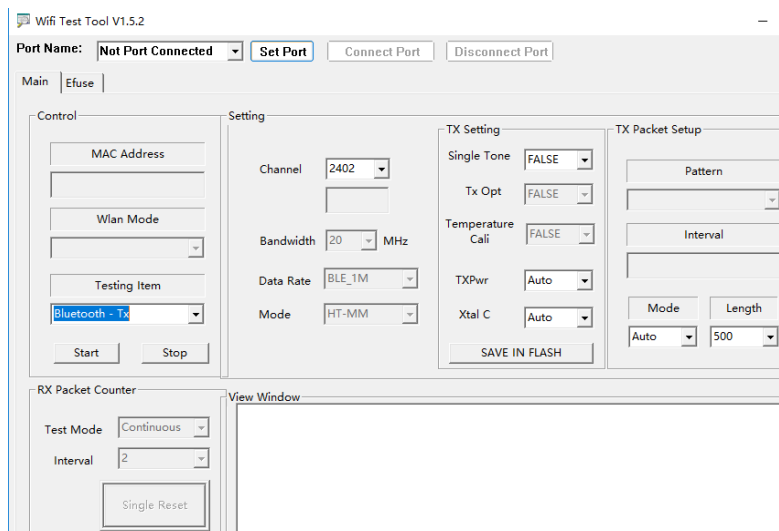 Wifi Test Tool V1.5.2
Port Name: Not Port Connected Set Port Connect Port Disconnect Port
Main Efuse
Control
MAC Address
Wlan Mode
Testing Item
Bluetooth - Tx
Start Stop
Setting
Channel 2402
Bandwidth 20 MHz
Data Rate BLE_1M
Mode HT-MM
TX Setting
Single Tone FALSE
Tx Opt FALSE
Temperature
Cali FALSE
TXPwr Auto
Xtal C Auto
SAVE IN FLASH
TX Packet Setup
Pattern
Interval
Mode Length
Auto 500
RX Packet Counter
Test Mode Continuous
Interval 2
Single Reset
View Window